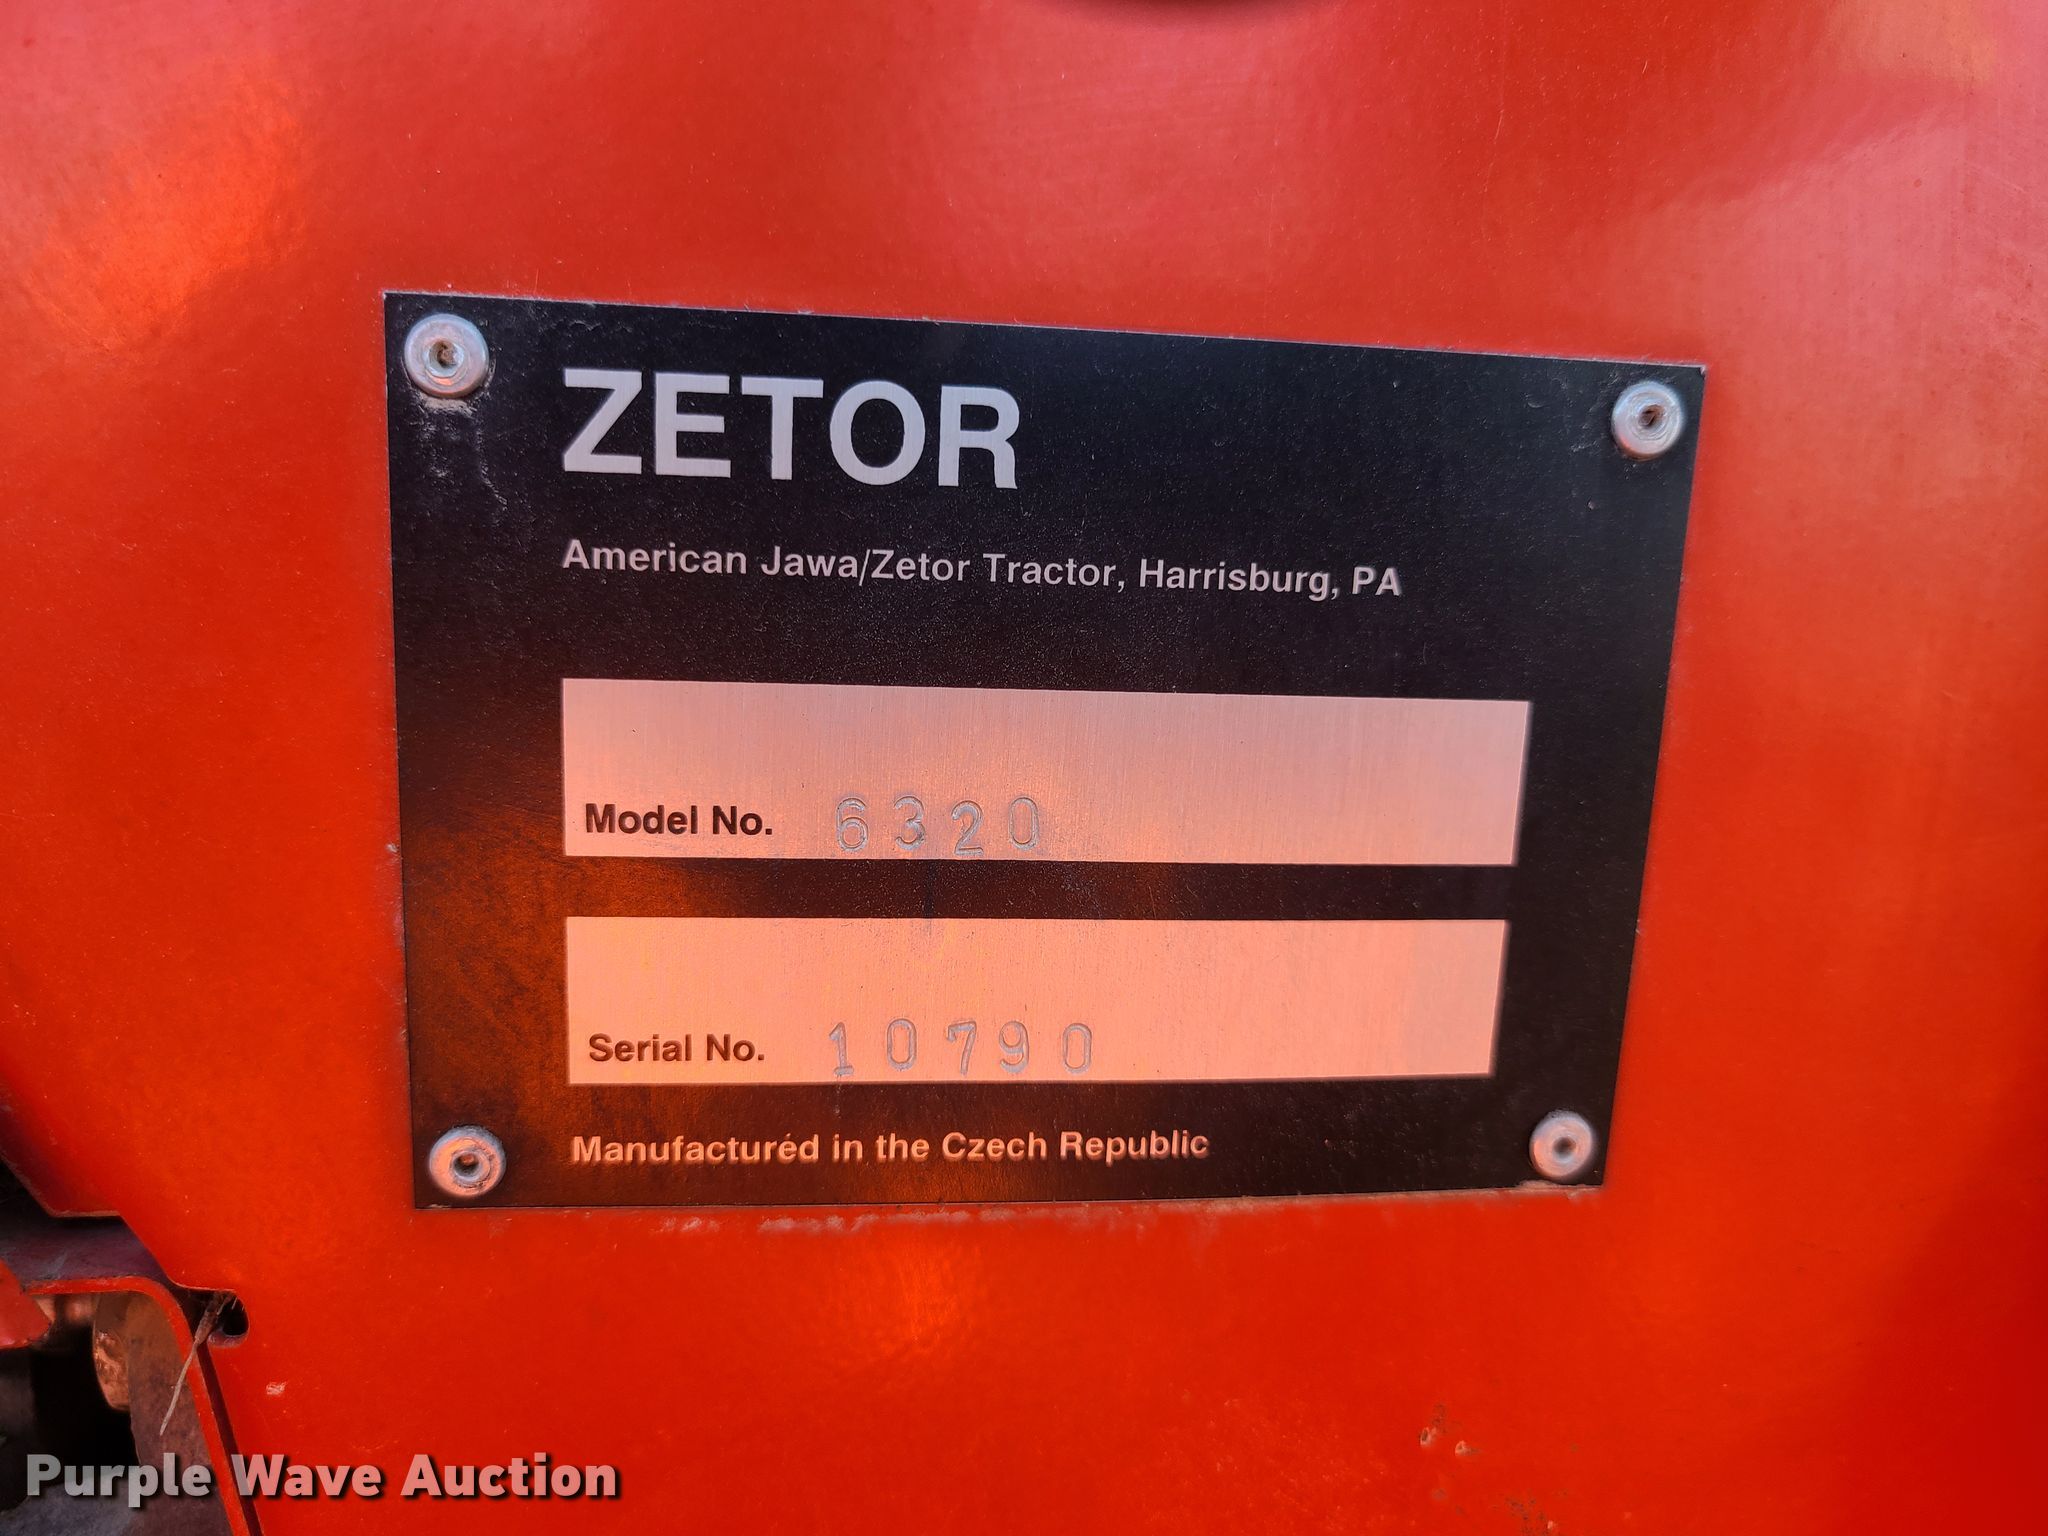 ZETOR
American Jawa/Zetor Tractor, Harrisburg, PA
Model No. 6320
Serial No. 10790
Manufactured in the Czech Republic
Purple Wave Auction